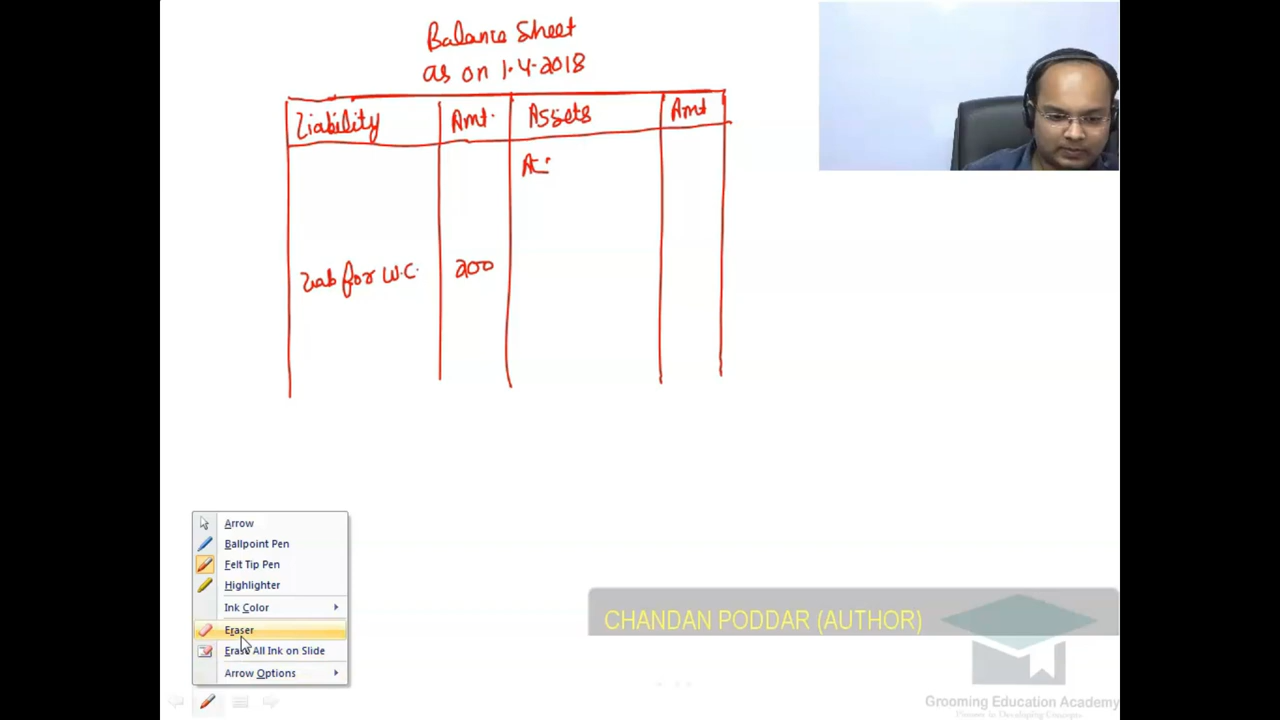 Balance Sheet
as on 1.4.2018
Liability Amt. Assets Amt
Liab for W.C. 200
Arrow
Ballpoint Pen
Felt Tip Pen
Highlighter
Ink Color
Eraser
Erase All Ink on Slide
Arrow Options
CHANDAN PODDAR (AUTHOR)
Grooming Education Academy